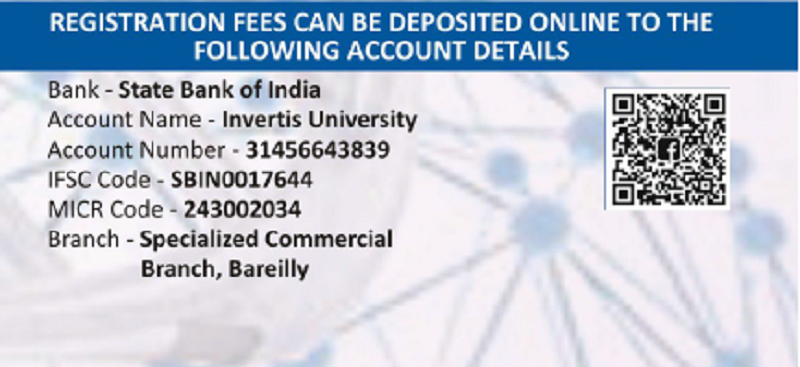 REGISTRATION FEES CAN BE DEPOSITED ONLINE TO THE
FOLLOWING ACCOUNT DETAILS
Bank - State Bank of India
Account Name - Invertis University
Account Number - 31456643839
IFSC Code - SBIN0017644
MICR Code - 243002034
Branch - Specialized Commercial
Branch, Bareilly